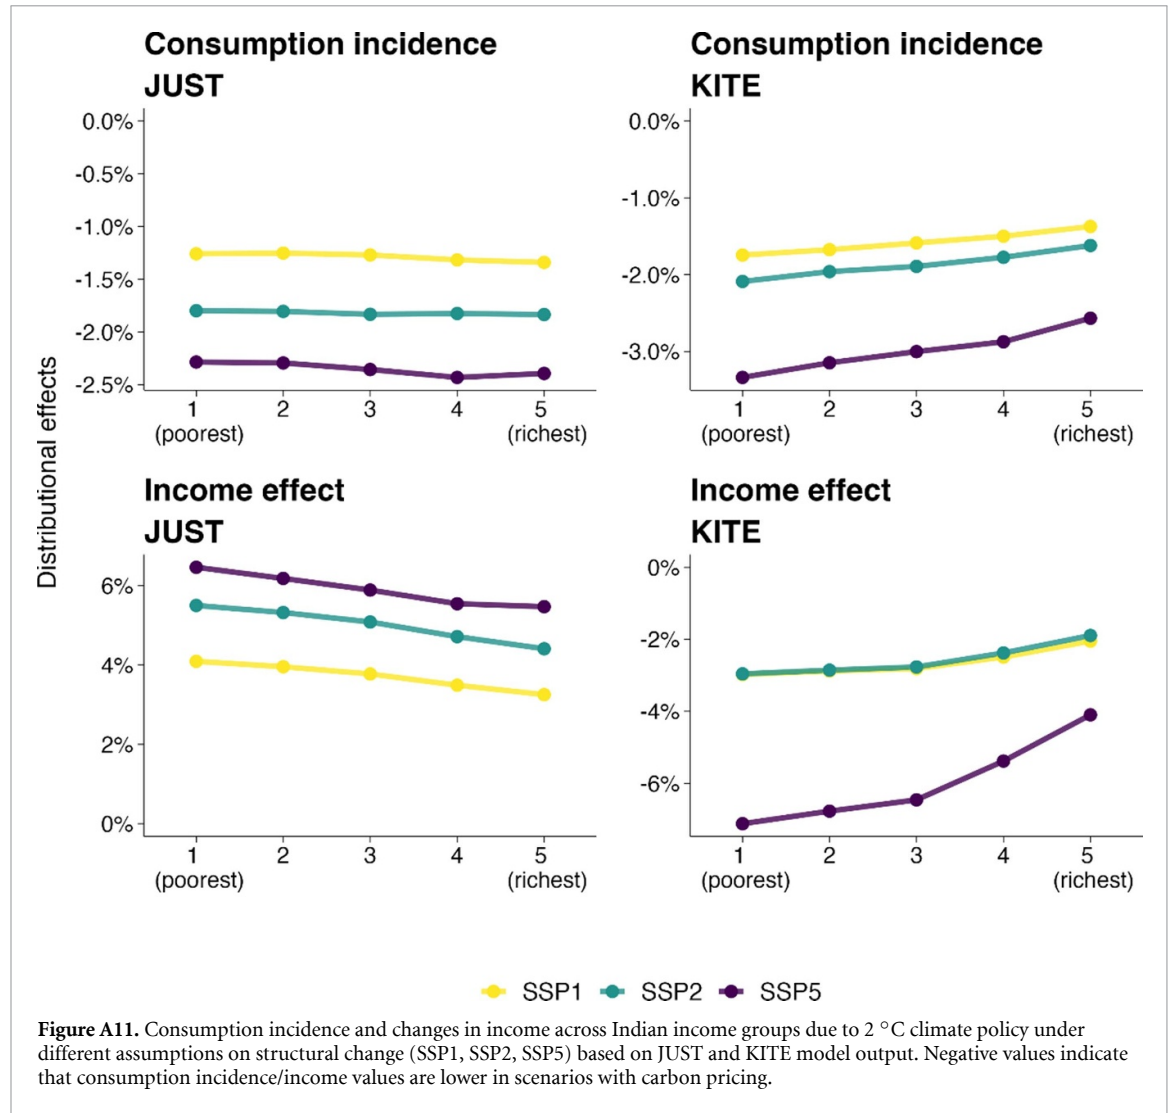 Consumption incidence
JUST
0.0%
-0.5%
-1.0%
-1.5%
-2.0%
-2.5%
1
2
3
4
5
(poorest)
(richest)
Consumption incidence
KITE
0.0%
-1.0%
-2.0%
-3.0%
1
2
3
4
5
(poorest)
(richest)
Distributional effects
Income effect
JUST
6%
4%
2%
0%
1
2
3
4
5
(poorest)
(richest)
Income effect
KITE
0%
-2%
-4%
-6%
1
2
3
4
5
(poorest)
(richest)
SSP1 SSP2 SSP5
Figure A11. Consumption incidence and changes in income across Indian income groups due to 2 °C climate policy under
different assumptions on structural change (SSP1, SSP2, SSP5) based on JUST and KITE model output. Negative values indicate
that consumption incidence/income values are lower in scenarios with carbon pricing.